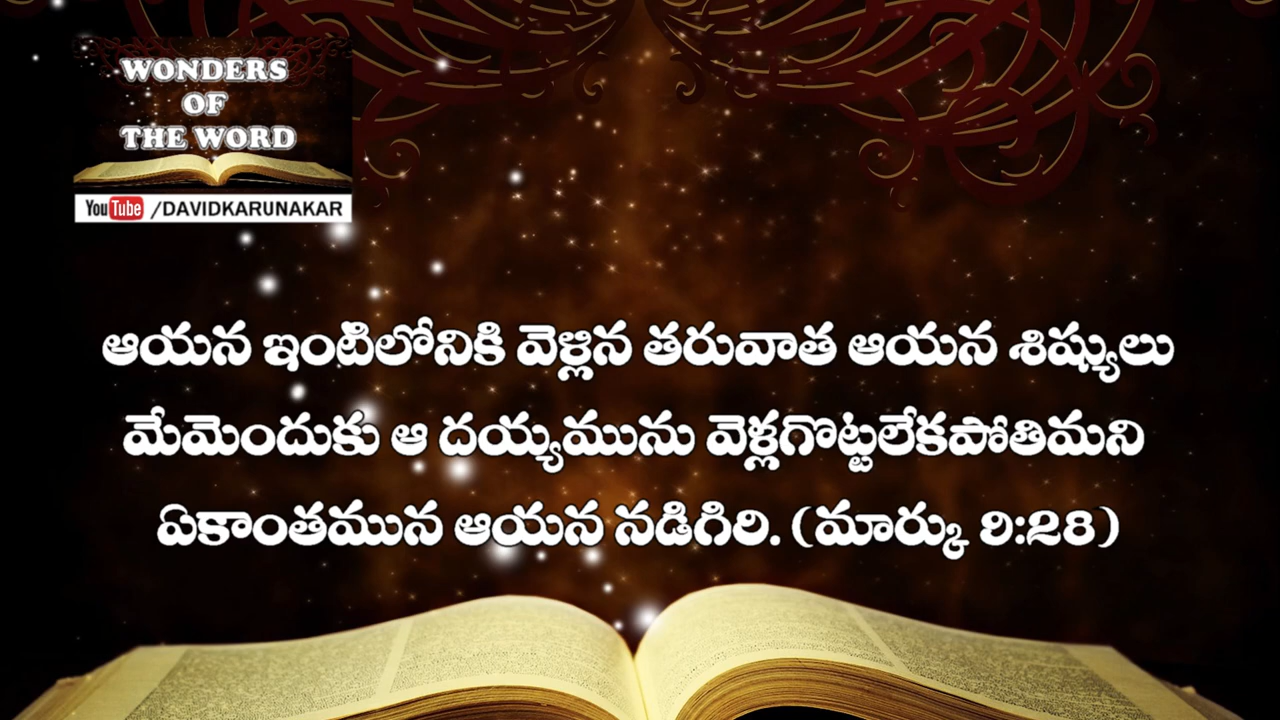 WONDERS
OF
THE WORD
YouTube /DAVIDKARUNAKAR
ఆయన ఇంటిలోనికి వెళ్లిన తరువాత ఆయన శిష్యులు
మేమెందుకు ఆ దయ్యమును వెళ్లగొట్టలేకపోతిమని
ఏకాంతమున ఆయన నడిగిరి. (మార్కు 9:28)